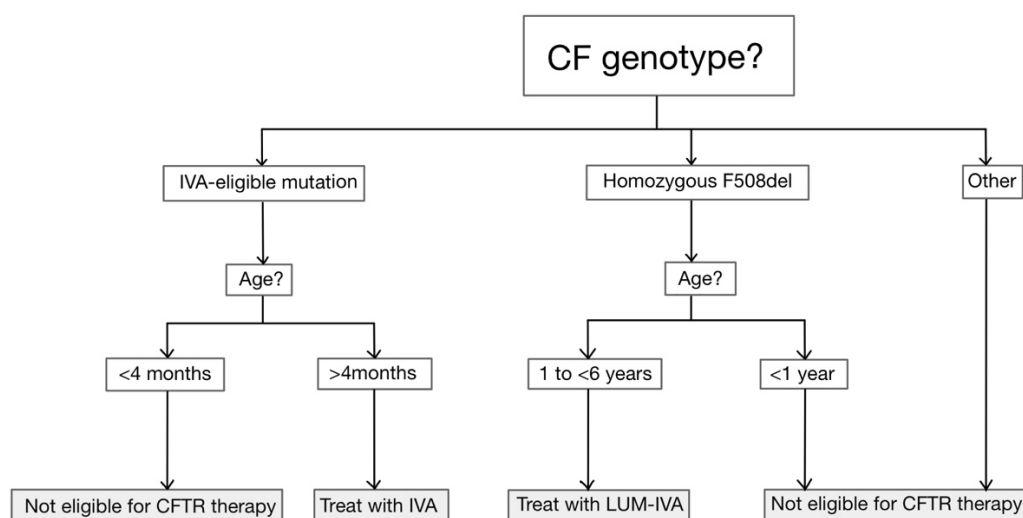 CF genotype?
IVA-eligible mutation
Homozygous F508del
Other
Age?
Age?
<4 months
>4months
1 to <6 years
<1 year
Not eligible for CFTR therapy
Treat with IVA
Treat with LUM-IVA
Not eligible for CFTR therapy